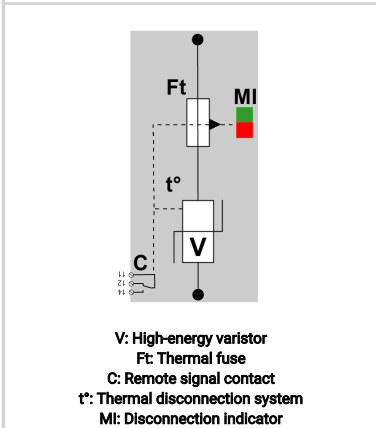 Ft
MI
t°
V
C
11
12
14
V: High-energy varistor
Ft: Thermal fuse
C: Remote signal contact
t°: Thermal disconnection system
MI: Disconnection indicator